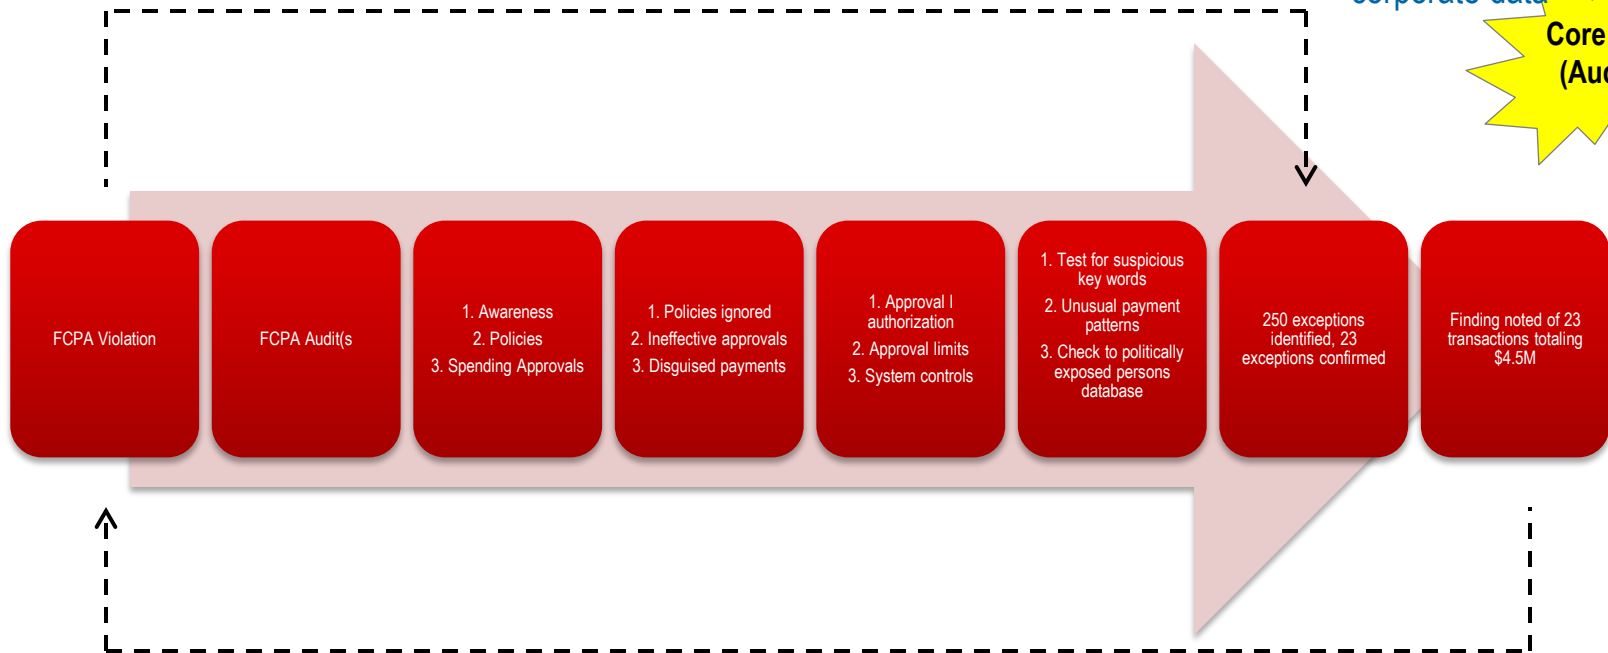 corporate data
Core
(Aud
FCPA Violation
FCPA Audit(s
1. Awareness
2. Policies
3. Spending Approvals
1. Policies ignored
2. Ineffective approvals
3. Disguised payments
1. Approval |
authorization
2. Approval limits
3. System controls
1. Test for suspicious
key words
2. Unusual payment
patterns
3. Check to politically
exposed persons
database
250 exceptions
identified, 23
exceptions confirmed
Finding noted of 23
transactions totaling
$4.5M